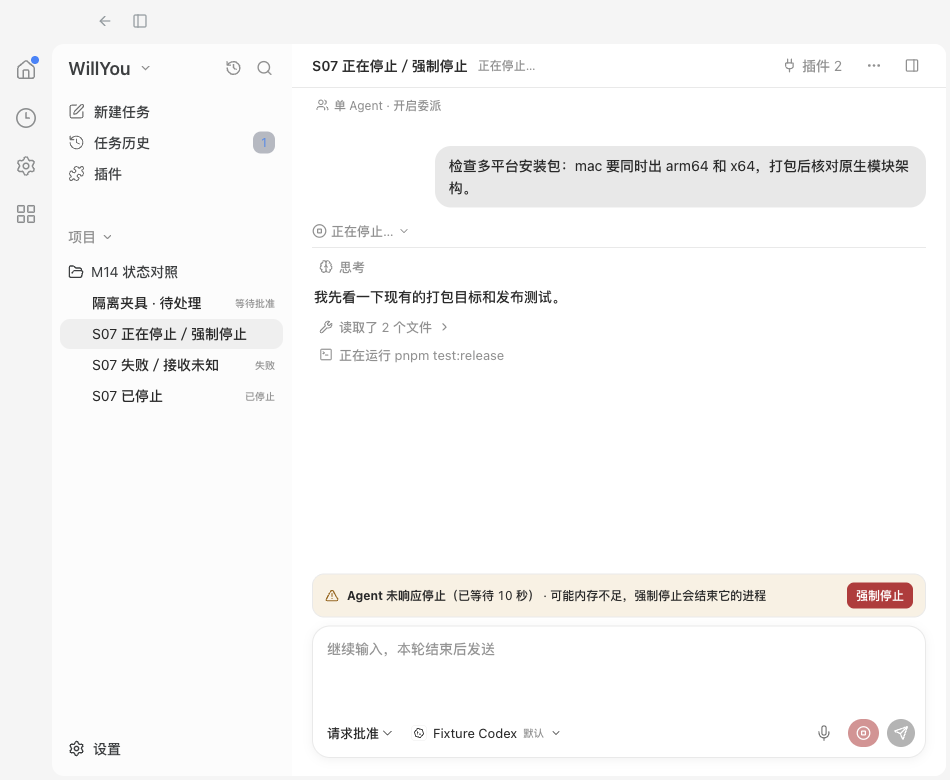 WillYou
新建任务
任务历史
1
插件
项目
M14 状态对照
隔离夹具 · 待处理
等待批准
S07 正在停止 / 强制停止
S07 失败 / 接收未知
失败
S07 已停止
已停止
设置
S07 正在停止 / 强制停止
正在停止...
插件 2
单 Agent · 开启委派
检查多平台安装包：mac 要同时出 arm64 和 x64，打包后核对原生模块架
构。
正在停止...
思考
我先看一下现有的打包目标和发布测试。
读取了 2 个文件
正在运行 pnpm test:release
Agent 未响应停止（已等待 10 秒） · 可能内存不足，强制停止会结束它的进程
强制停止
继续输入，本轮结束后发送
请求批准
Fixture Codex 默认